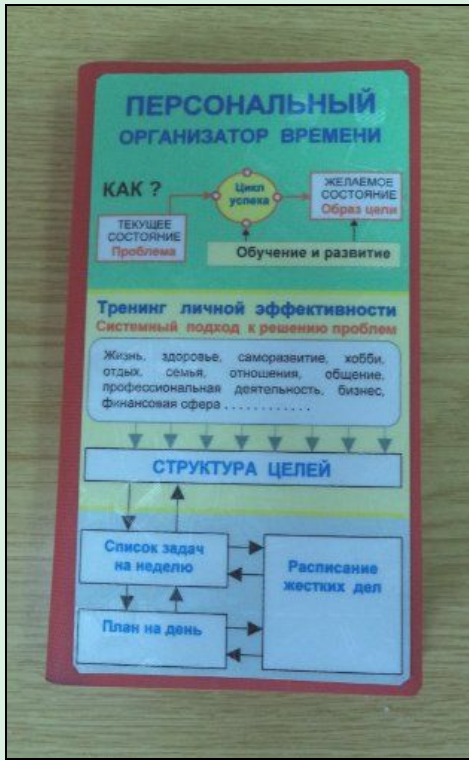 ПЕРСОНАЛЬНЫЙ
ОРГАНИЗАТОР ВРЕМЕНИ
КАК ?
Цикл
успеха
ЖЕЛАЕМОЕ
СОСТОЯНИЕ
Образ цели
ТЕКУЩЕЕ
СОСТОЯНИЕ
Проблема
Обучение и развитие
Тренинг личной эффективности
Системный подход к решению проблем
Жизнь, здоровье, саморазвитие, хобби,
отдых, семья, отношения, общение,
профессиональная деятельность, бизнес,
финансовая сфера . . . . . . . . . . . .
СТРУКТУРА ЦЕЛЕЙ
Список задач
на неделю
Расписание
жестких дел
План на день